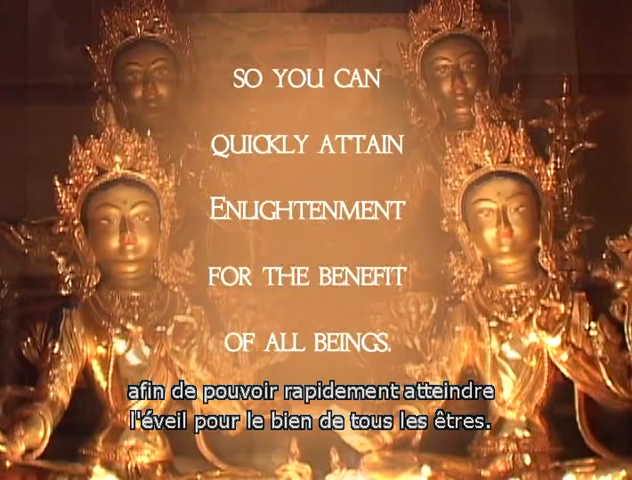 SO YOU CAN
QUICKLY ATTAIN
ENLIGHTENMENT
FOR THE BENEFIT
OF ALL BEINGS.
afin de pouvoir rapidement atteindre
l'éveil pour le bien de tous les êtres.